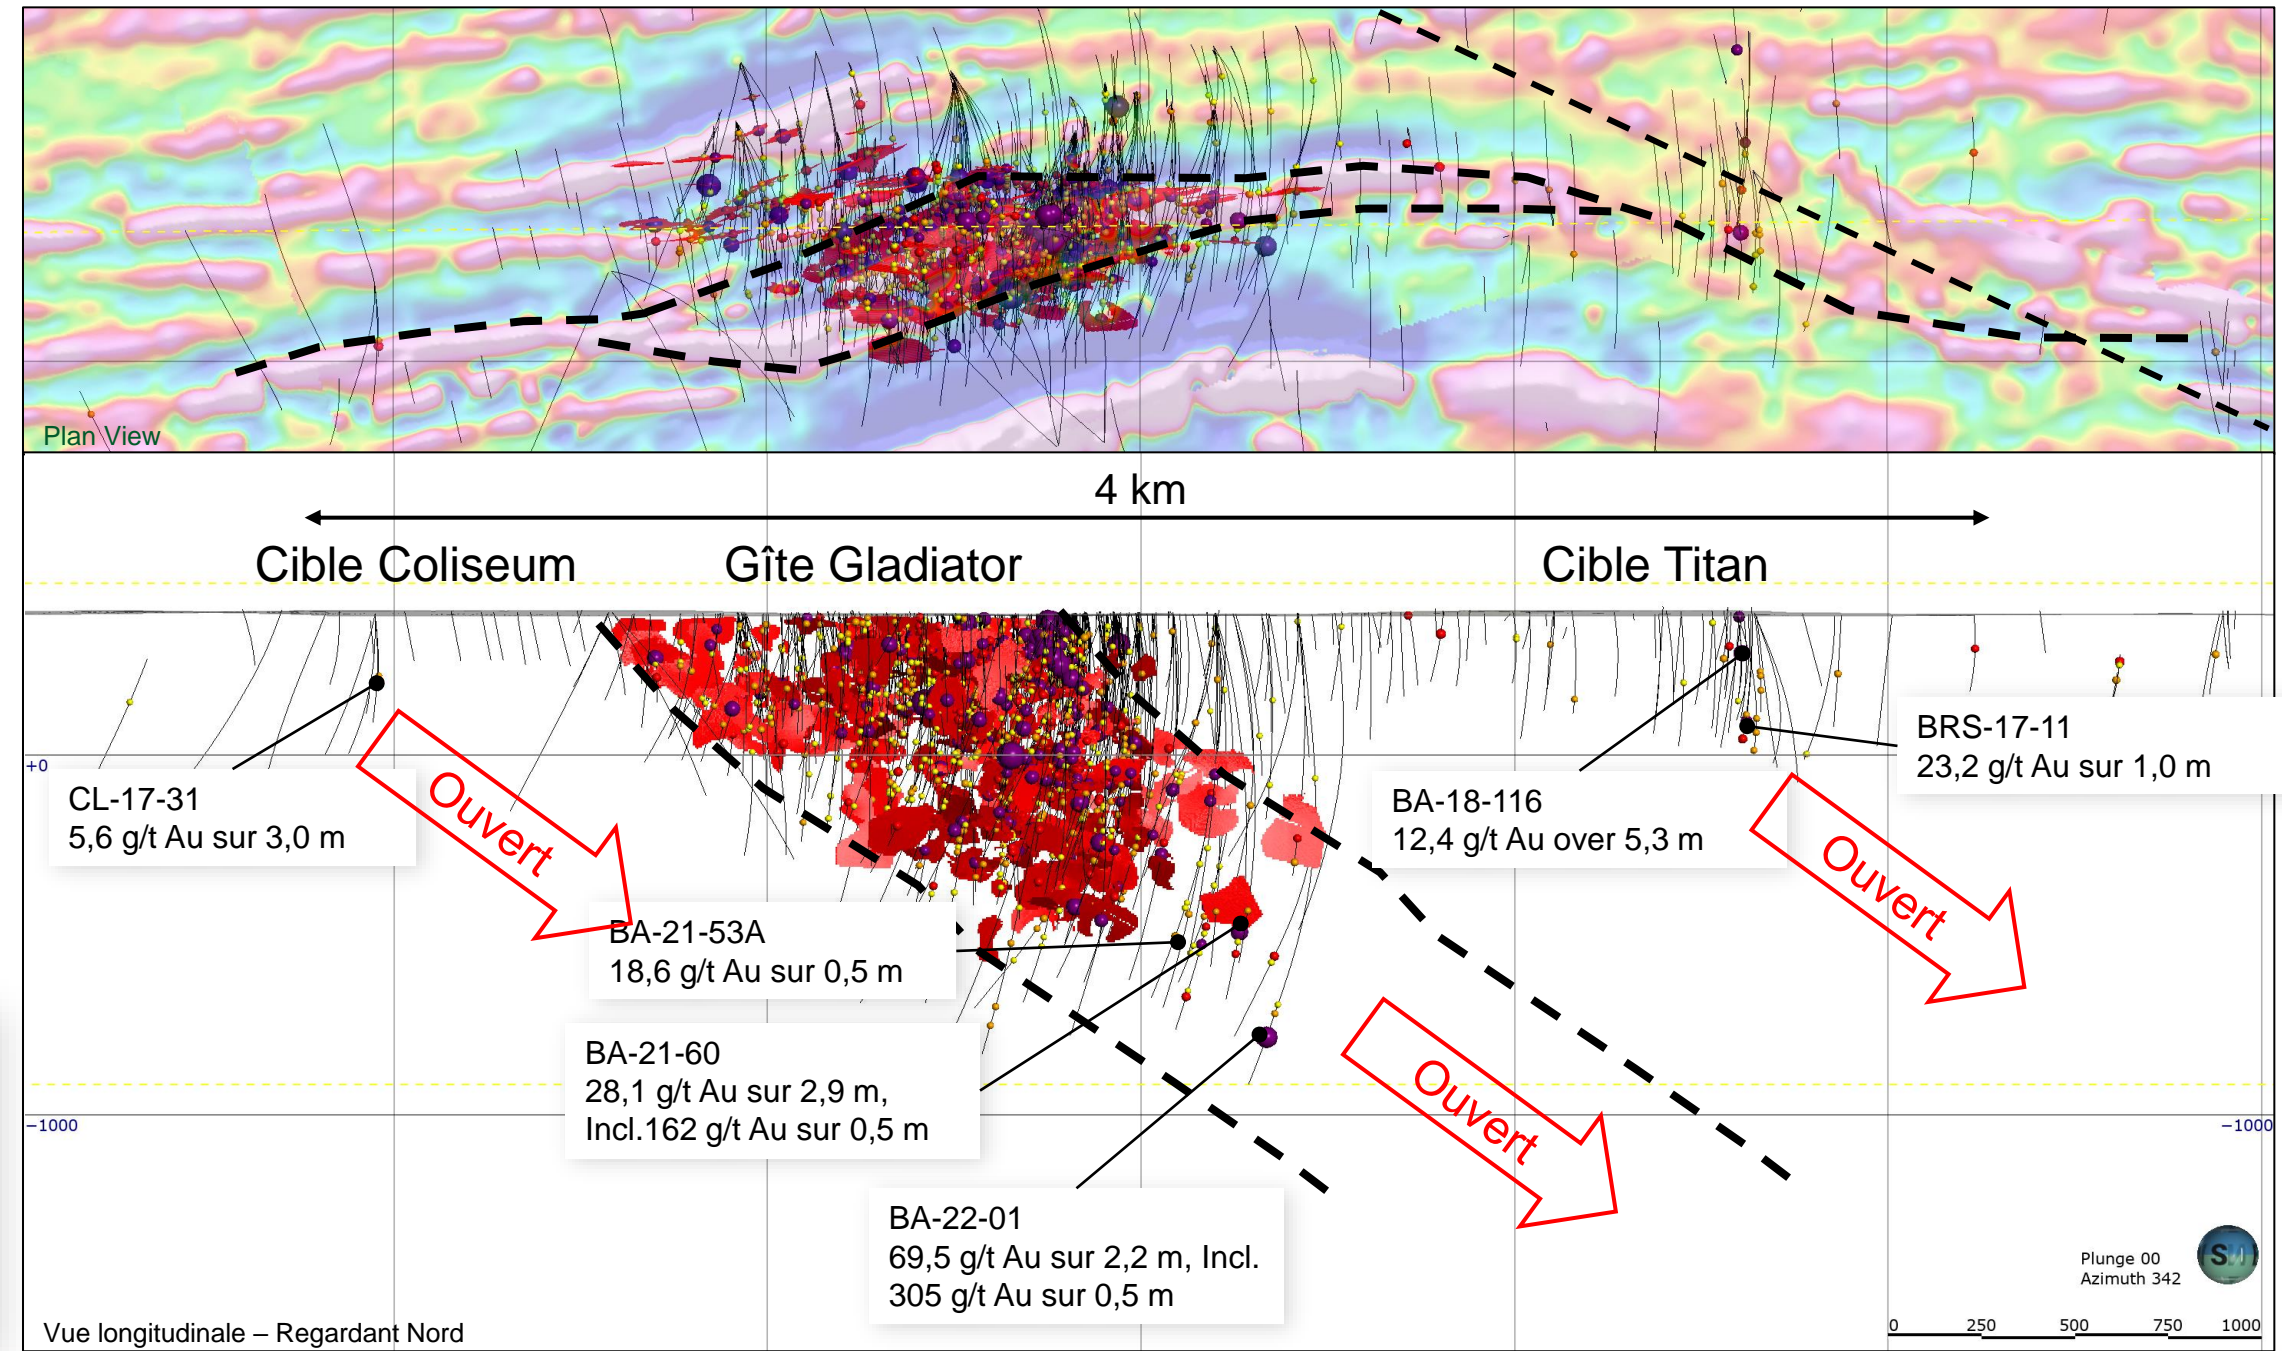 Plan View
4 km
Cible Coliseum
Gîte Gladiator
Cible Titan
+0
CL-17-31
5,6 g/t Au sur 3,0 m
Ouvert
BA-21-53A
18,6 g/t Au sur 0,5 m
BA-21-60
28,1 g/t Au sur 2,9 m,
Incl.162 g/t Au sur 0,5 m
BA-22-01
69,5 g/t Au sur 2,2 m, Incl.
305 g/t Au sur 0,5 m
Ouvert
BA-18-116
12,4 g/t Au over 5,3 m
BRS-17-11
23,2 g/t Au sur 1,0 m
Ouvert
−1000
−1000
Plunge 00
Azimuth 342
S
0 250 500 750 1000
Vue longitudinale – Regardant Nord